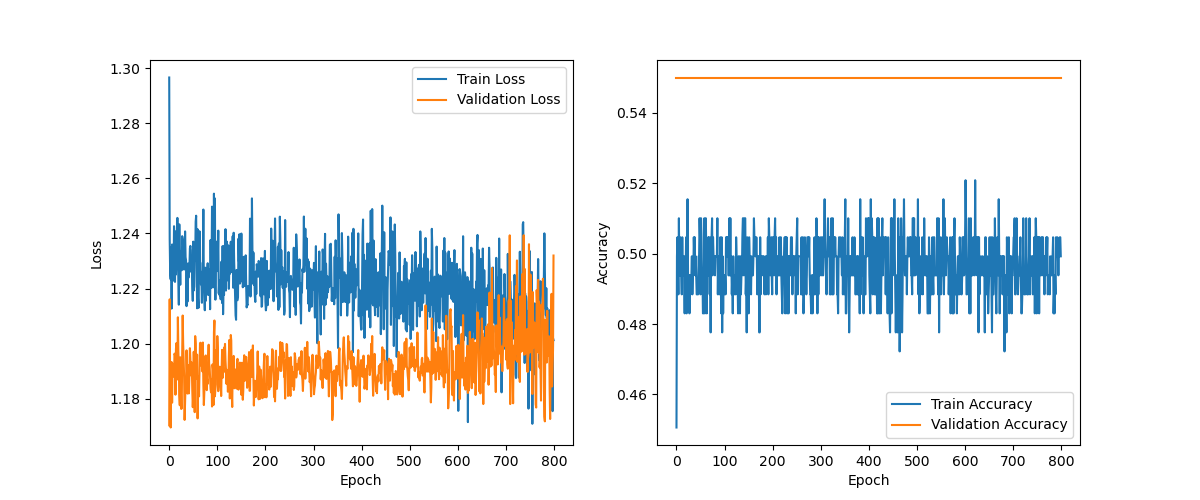 1.30
1.28
1.26
1.24
1.22
1.20
1.18
Loss
0 100 200 300 400 500 600 700 800
Epoch
Train Loss
Validation Loss
0.54
0.52
0.50
0.48
0.46
Accuracy
0 100 200 300 400 500 600 700 800
Epoch
Train Accuracy
Validation Accuracy